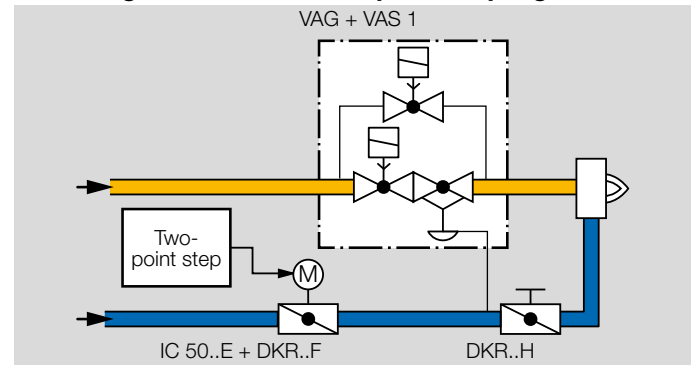 VAG + VAS 1
Two-
point step
M
IC 50..E + DKR..F
DKR..H